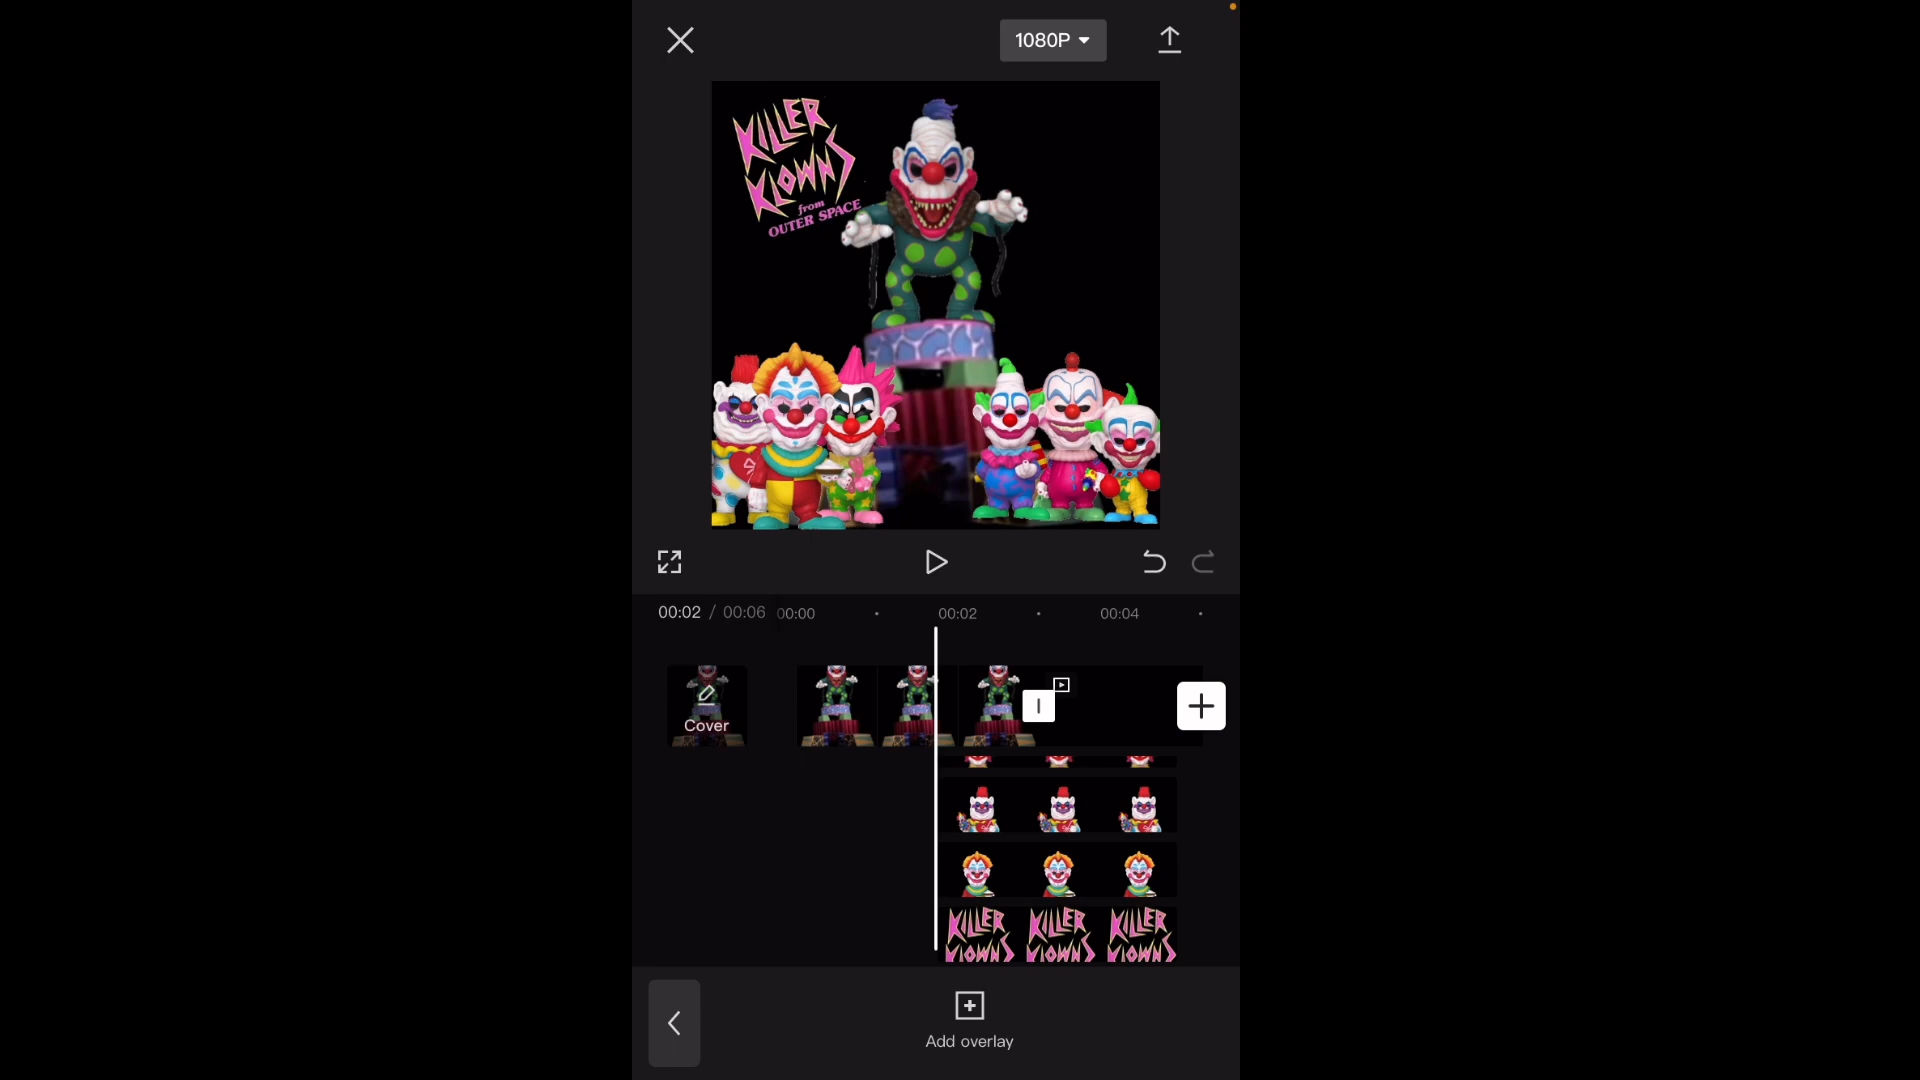 1080P
KILLER
KLOWNS
from
OUTER SPACE
00:02 / 00:06 00:00 00:02 00:04
Cover
KILLER KILLER KILLER
KLOWNS KLOWNS KLOWNS
Add overlay